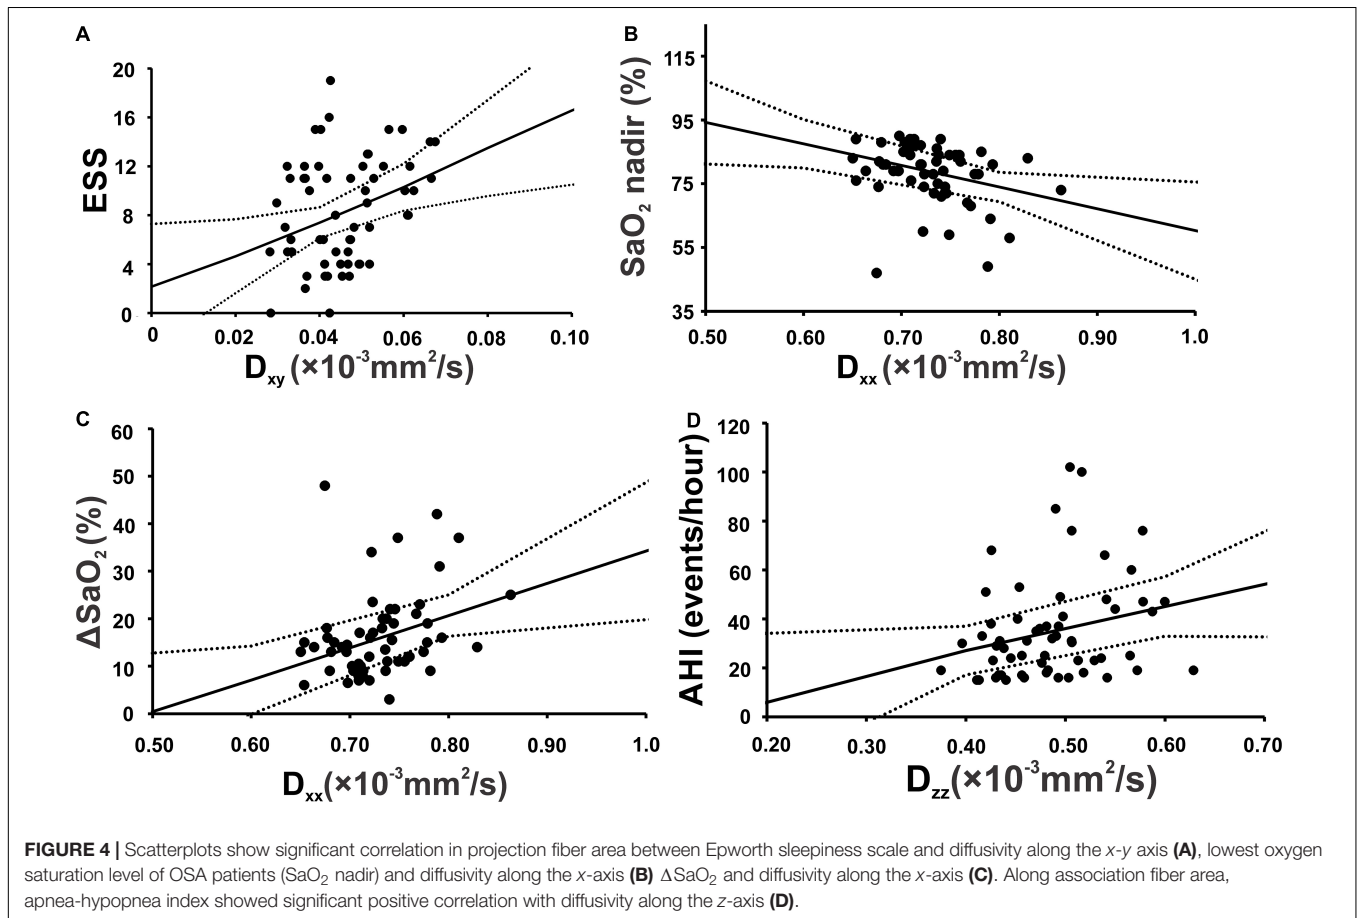 A
20
16
12
8
4
0
ESS
0 0.02 0.04 0.06 0.08 0.10
Dxy (×10-3mm2/s)
B
115
95
75
55
35
SaO2 nadir (%)
0.50 0.60 0.70 0.80 0.90 1.0
Dxx (×10-3mm2/s)
C
60
50
40
30
20
10
0
ΔSaO2 (%)
0.50 0.60 0.70 0.80 0.90 1.0
Dxx(×10-3mm2/s)
D
120
100
80
60
40
20
0
AHI (events/hour)
0.20 0.30 0.40 0.50 0.60 0.70
Dzz(×10-3mm2/s)
FIGURE 4 | Scatterplots show significant correlation in projection fiber area between Epworth sleepiness scale and diffusivity along the x-y axis (A), lowest oxygen
saturation level of OSA patients (SaO2 nadir) and diffusivity along the x-axis (B) ΔSaO2 and diffusivity along the x-axis (C). Along association fiber area,
apnea-hypopnea index showed significant positive correlation with diffusivity along the z-axis (D).